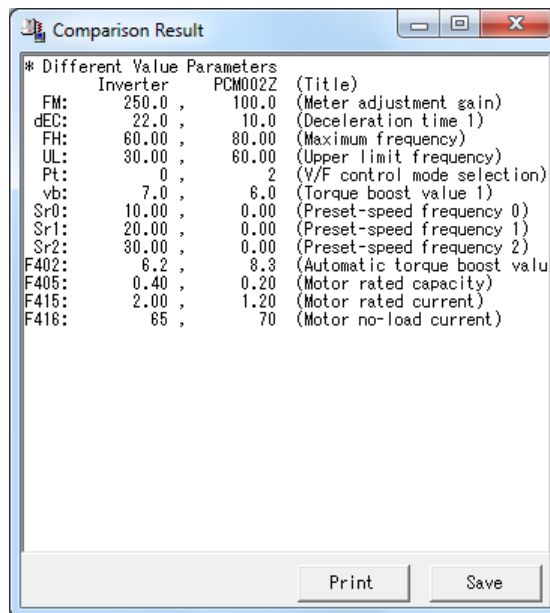 Comparison Result
* Different Value Parameters
Inverter PCM002Z (Title)
FM: 250.0 , 100.0 (Meter adjustment gain)
dEC: 22.0 , 10.0 (Deceleration time 1)
FH: 60.00 , 80.00 (Maximum frequency)
UL: 30.00 , 60.00 (Upper limit frequency)
Pt: 0 , 2 (V/F control mode selection)
vb: 7.0 , 6.0 (Torque boost value 1)
Sr0: 10.00 , 0.00 (Preset-speed frequency 0)
Sr1: 20.00 , 0.00 (Preset-speed frequency 1)
Sr2: 30.00 , 0.00 (Preset-speed frequency 2)
F402: 6.2 , 8.3 (Automatic torque boost valu
F405: 0.40 , 0.20 (Motor rated capacity)
F415: 2.00 , 1.20 (Motor rated current)
F416: 65 , 70 (Motor no-load current)
Print Save